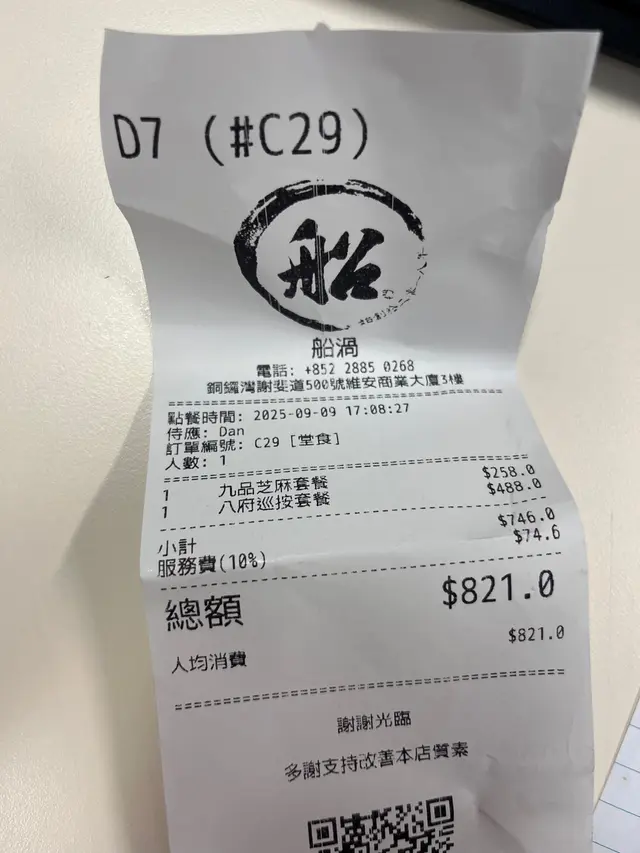 D7 (#C29)
船
船渦
電話: +852 2885 0268
銅鑼灣謝斐道500號維安商業大廈3樓
點餐時間: 2025-09-09 17:08:27
侍應: Dan
訂單編號: C29 [堂食]
人數: 1
1 九品芝麻套餐 $258.0
1 八府巡按套餐 $488.0
小計 $746.0
服務費(10%) $74.6
總額 $821.0
人均消費 $821.0
謝謝光臨
多謝支持改善本店質素